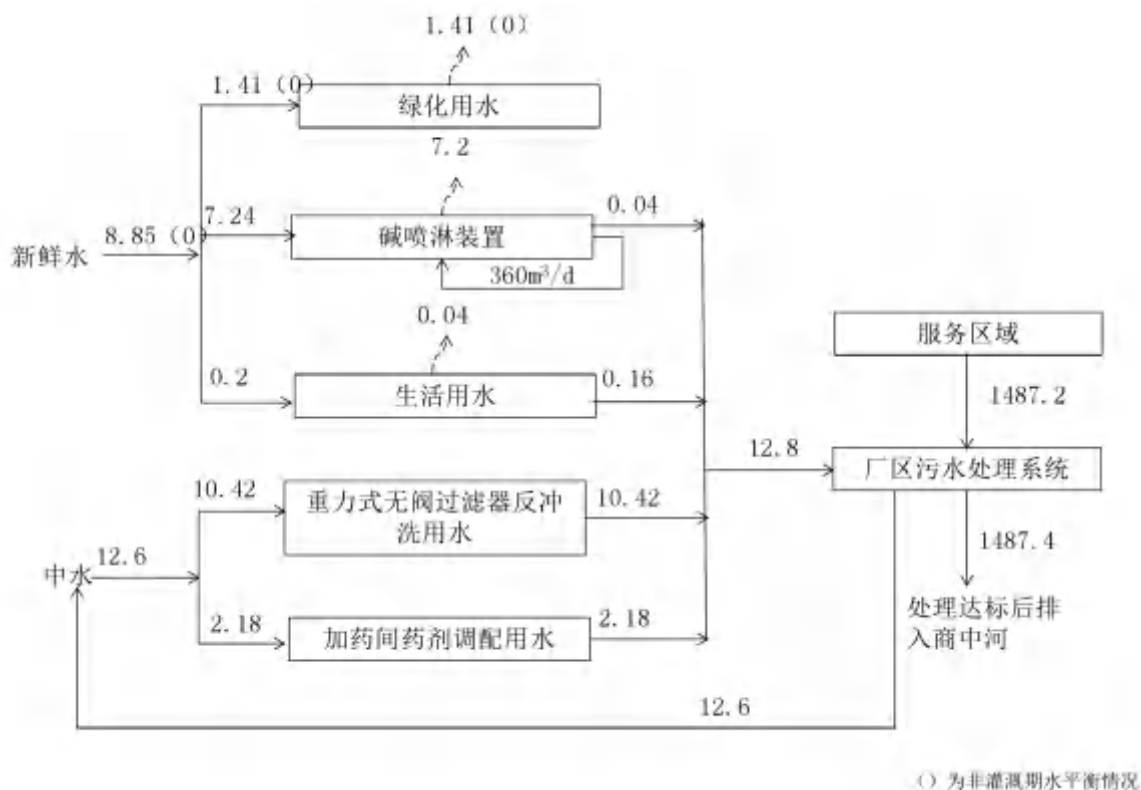 1.41（0）
1.41（0）
绿化用水
7.2
7.24
碱喷淋装置
0.04
新鲜水
8.85（0）
360m³/d
0.04
0.2
生活用水
0.16
服务区域
1487.2
12.8
厂区污水处理系统
10.42
重力式无阀过滤器反冲
洗用水
10.42
1487.4
中水
12.6
2.18
加药间药剂调配用水
2.18
处理达标后排
入商中河
12.6
（）为非灌溉期水平衡情况